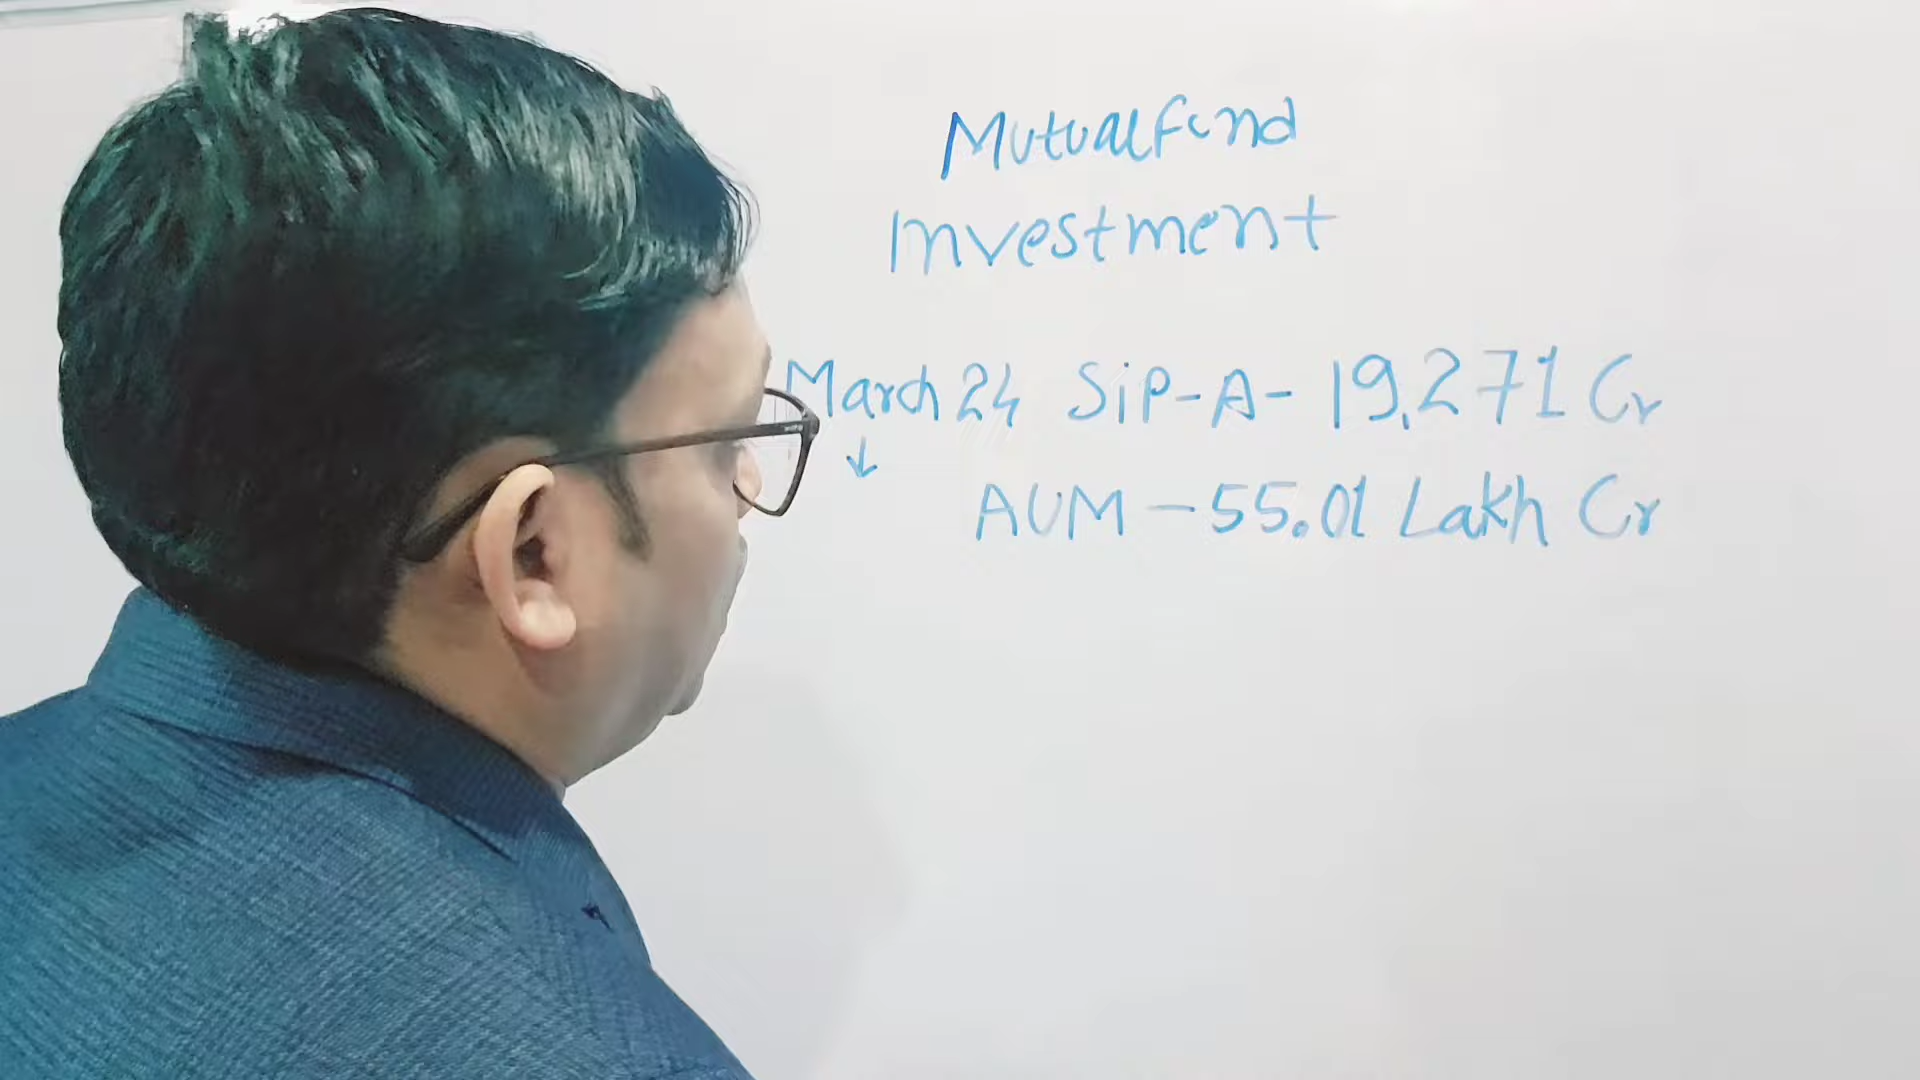 Mutualfund
Investment
March 24 SiP-A- 19,271 Cr
↓
AUM - 55.01 Lakh Cr